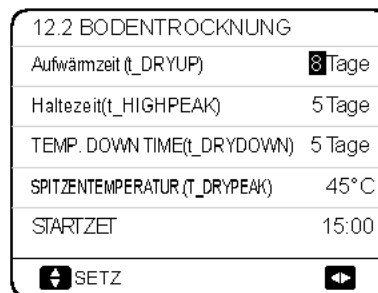 12.2 BODENTROCKNUNG
Aufwärmzeit (t_DRYUP) 8 Tage
Haltezeit(t_HIGHPEAK) 5 Tage
TEMP. DOWN TIME(t_DRYDOWN) 5 Tage
SPITZENTEMPERATUR (T_DRYPEAK) 45°C
STARTZET 15:00
SETZ